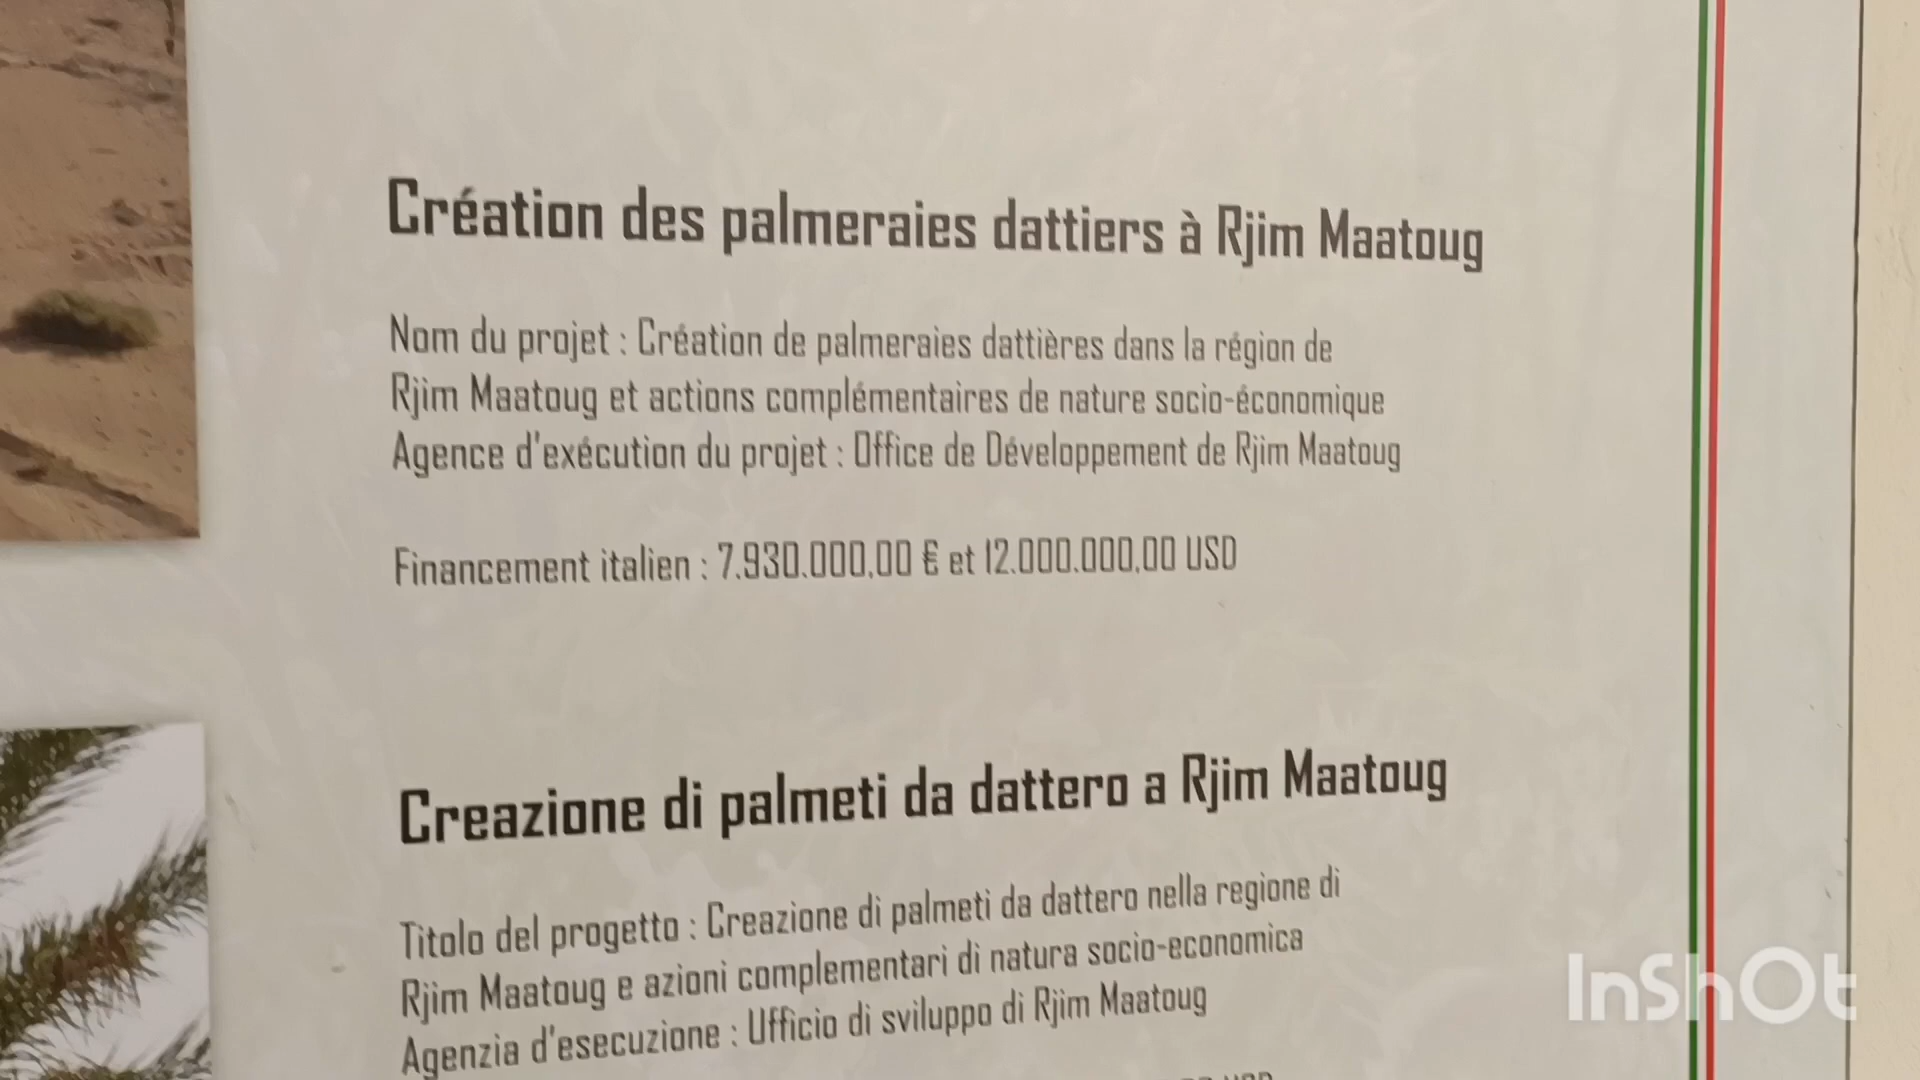 Création des palmeraies dattiers à Rjim Maatoug
Nom du projet : Création de palmeraies dattières dans la région de
Rjim Maatoug et actions complémentaires de nature socio-économique
Agence d'exécution du projet : Office de Développement de Rjim Maatoug
Financement italien : 7.930.000,00 € et 12.000.000,00 USD
Creazione di palmeti da dattero a Rjim Maatoug
Titolo del progetto : Creazione di palmeti da dattero nella regione di
Rjim Maatoug e azioni complementari di natura socio-economica
Agenzia d'esecuzione : Ufficio di sviluppo di Rjim Maatoug
InShOt